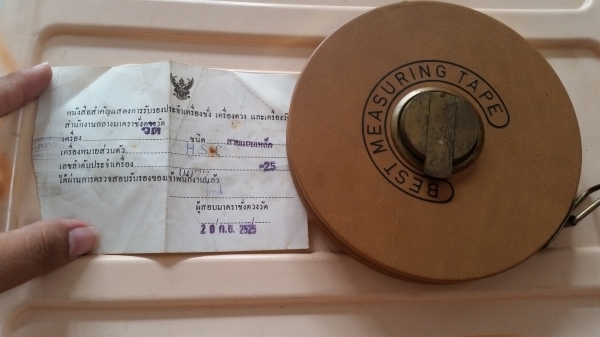 หนังสือสำคัญแสดงการรับรองประจำเครื่องชั่ง เครื่องตวง และเครื่องวัด
สำนักงานกลางมาตราชั่งตวงวัด
เครื่อง วัด ชนิด สายแถบเหล็ก
เครื่องหมายส่วนตัว
เลขลำดับประจำเครื่อง -25
ได้ผ่านการตรวจสอบรับรองของเจ้าพนักงานแล้ว
ผู้สอบมาตราชั่งตวงวัด
20 ก.ย. 2525
BEST MEASURING TAPE